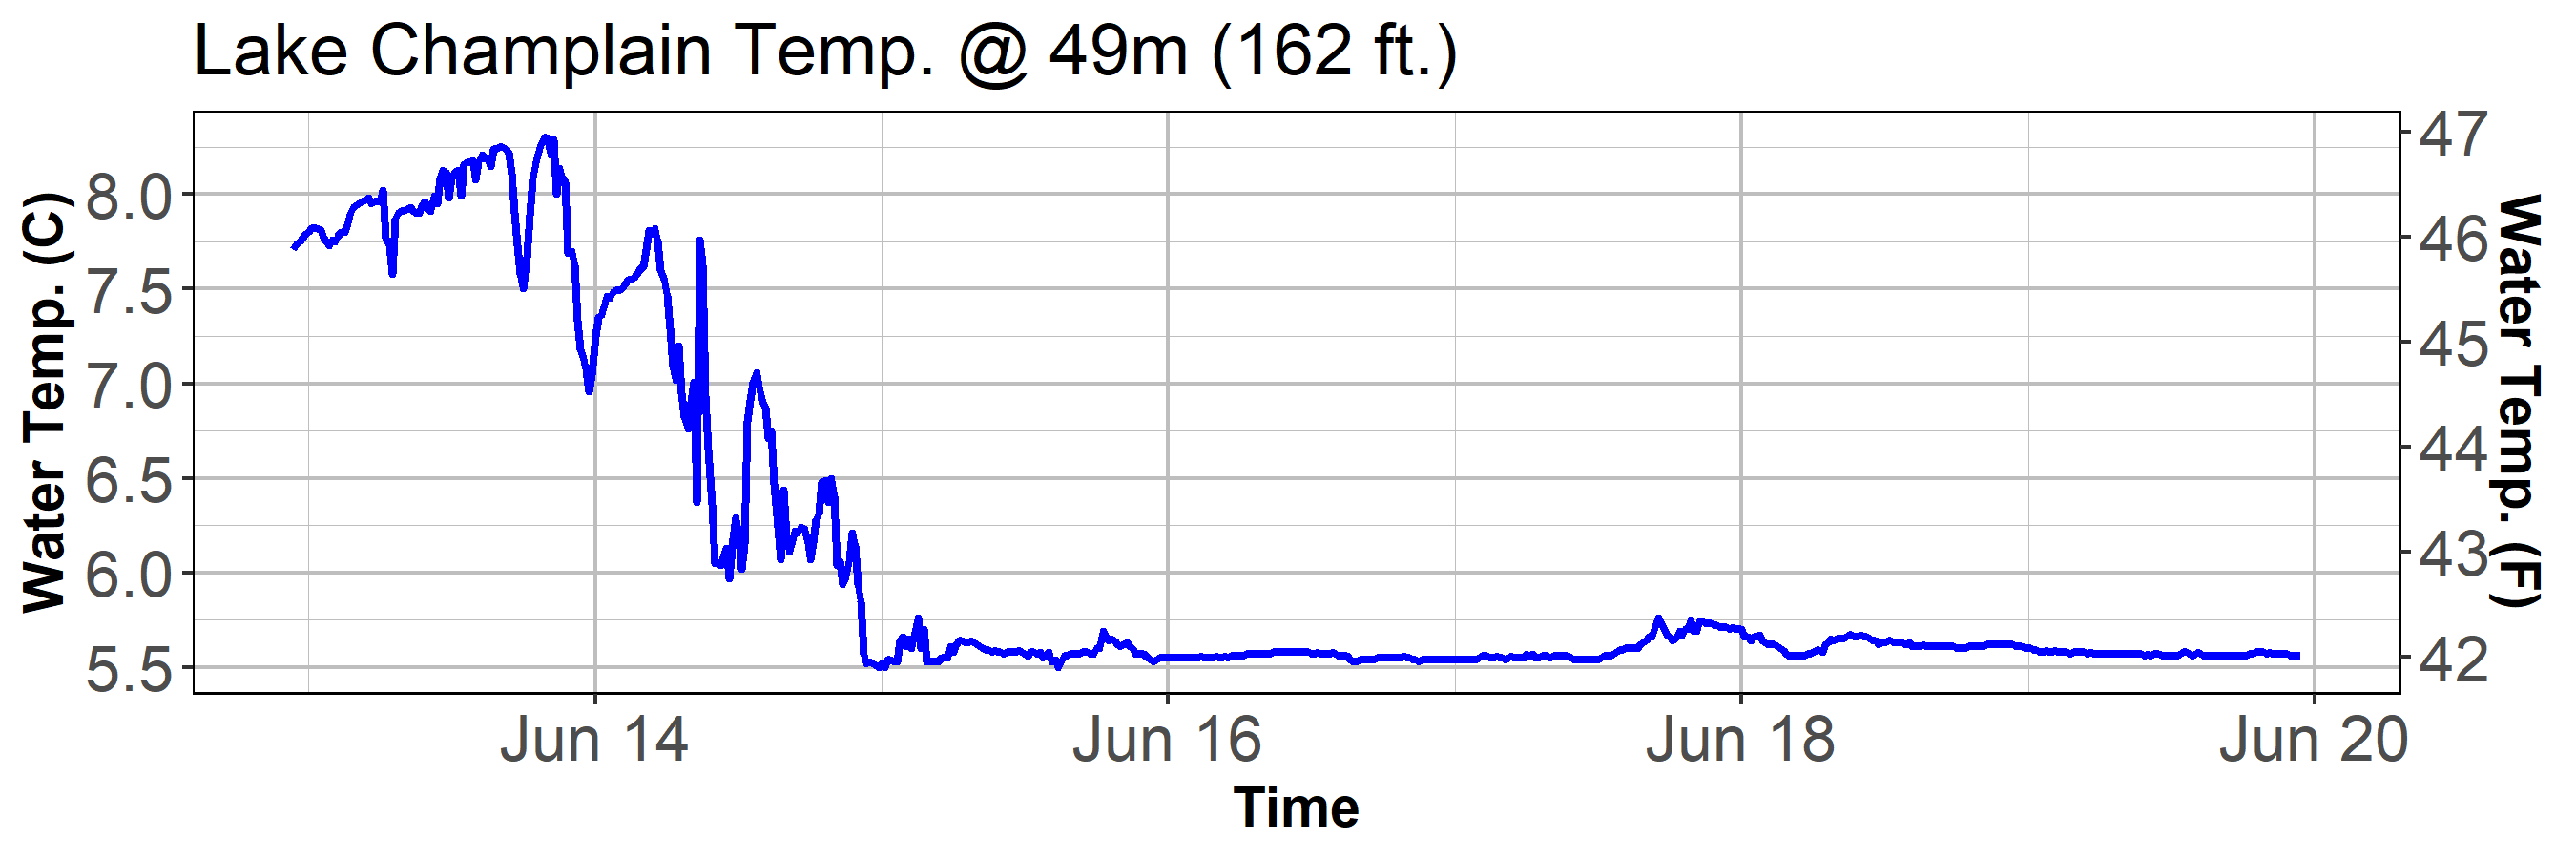 Lake Champlain Temp. @ 49m (162 ft.)
Water Temp. (C)
8.0
7.5
7.0
6.5
6.0
5.5
47
46
45
44
43
42
Water Temp. (F)
Jun 14
Jun 16
Jun 18
Jun 20
Time